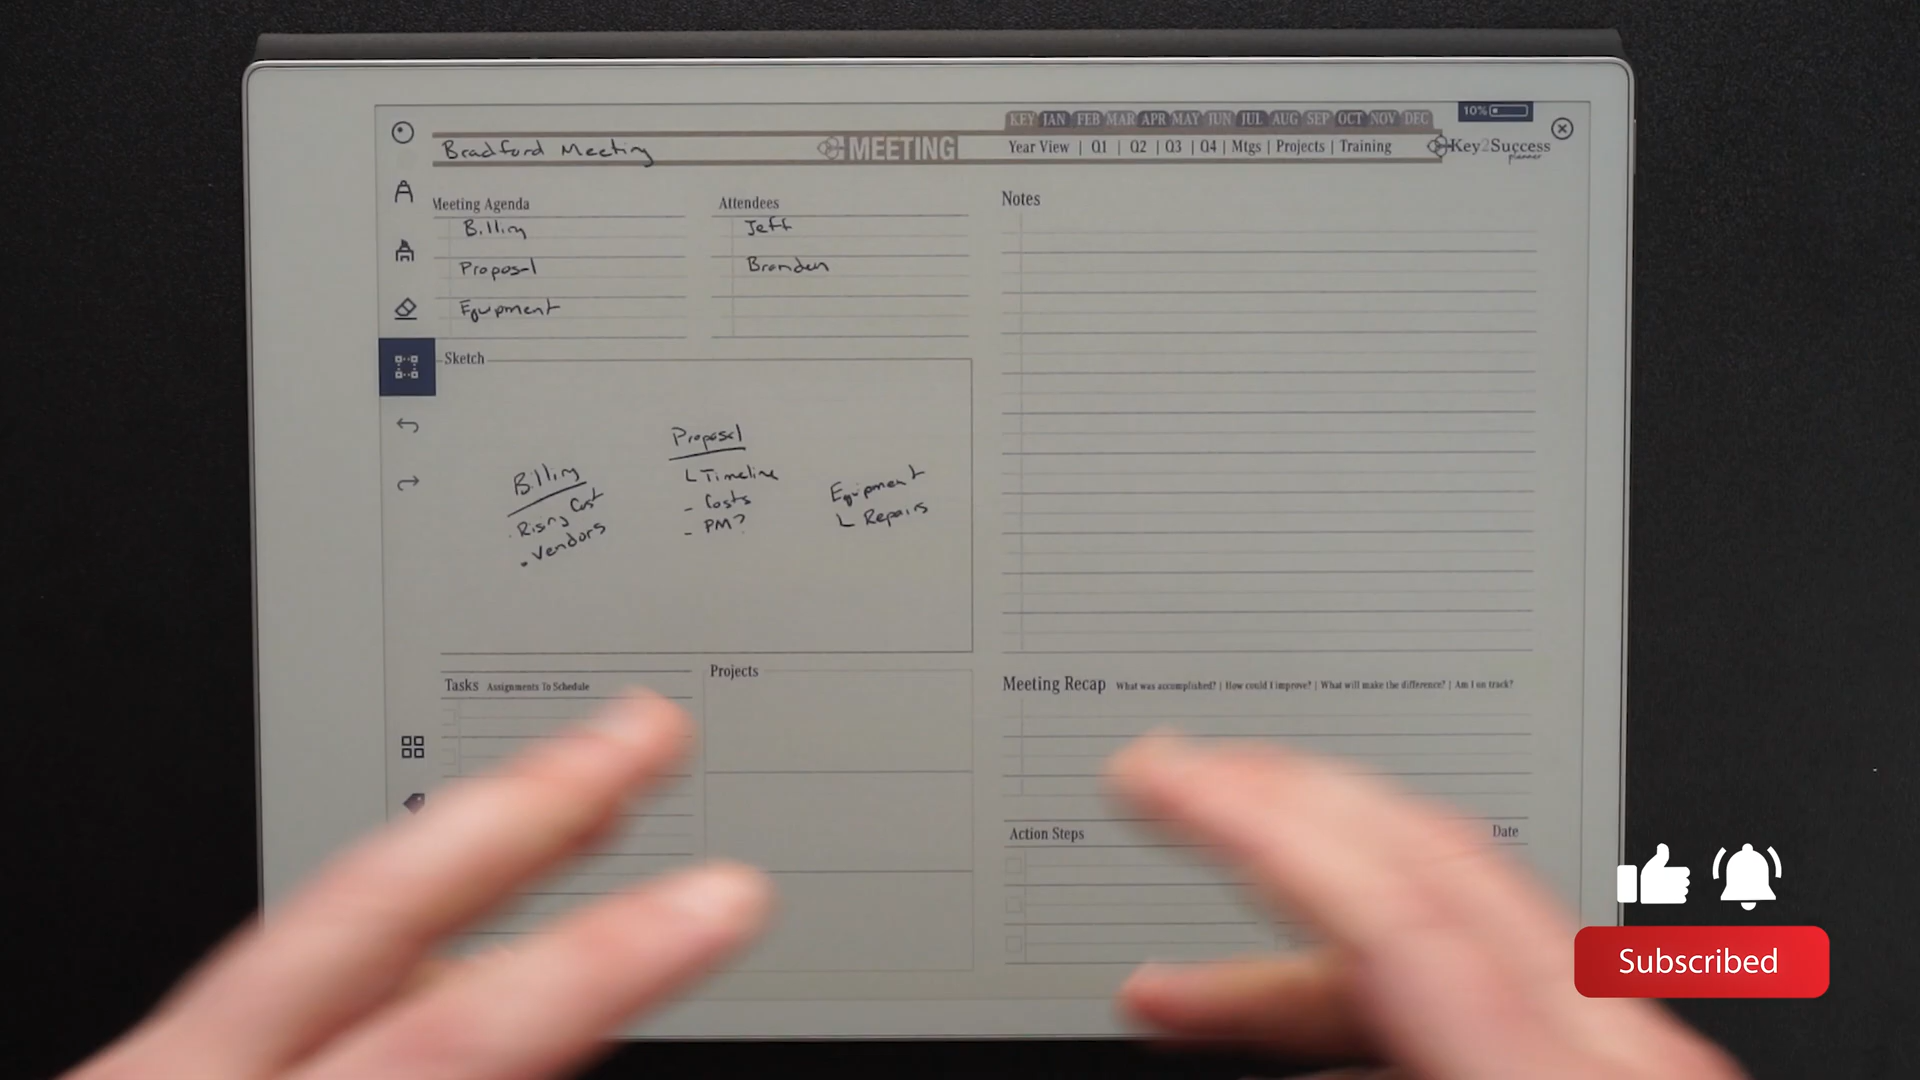 KEY JAN FEB MAR APR MAY JUN JUL AUG SEP OCT NOV DEC
10%
Bradford Meeting
MEETING
Year View | Q1 | Q2 | Q3 | Q4 | Mtgs | Projects | Training
Key2Success
planner
Meeting Agenda
Billing
Proposal
Equipment
Attendees
Jeff
Branden
Sketch
Billing
. Rising Cost
. Vendors
Proposal
L Timeline
- Costs
- PM?
Equipment
L Repairs
Notes
Tasks Assignments To Schedule
Projects
Meeting Recap What was accomplished? | How could I improve? | What will make the difference? | Am I on track?
Action Steps Date
Subscribed